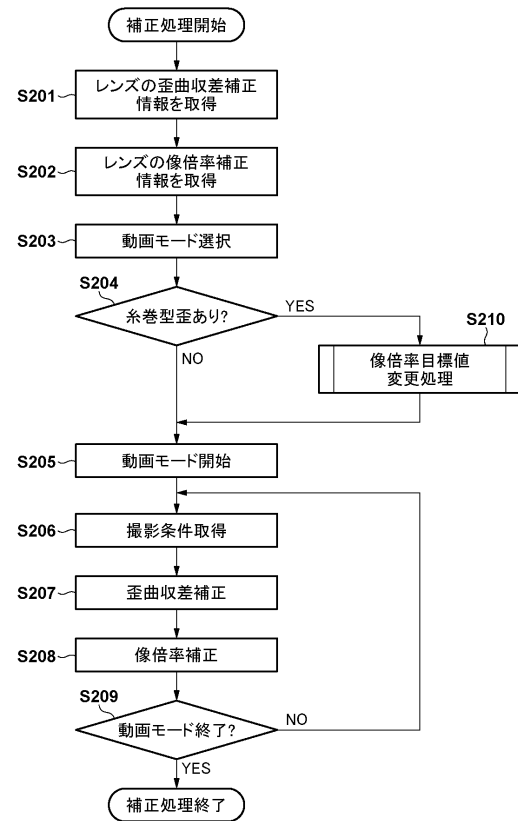 補正処理開始
S201
レンズの歪曲収差補正
情報を取得
S202
レンズの像倍率補正
情報を取得
S203
動画モード選択
S204
糸巻型歪あり?
YES
NO
S210
像倍率目標値
変更処理
S205
動画モード開始
S206
撮影条件取得
S207
歪曲収差補正
S208
像倍率補正
S209
動画モード終了?
NO
YES
補正処理終了